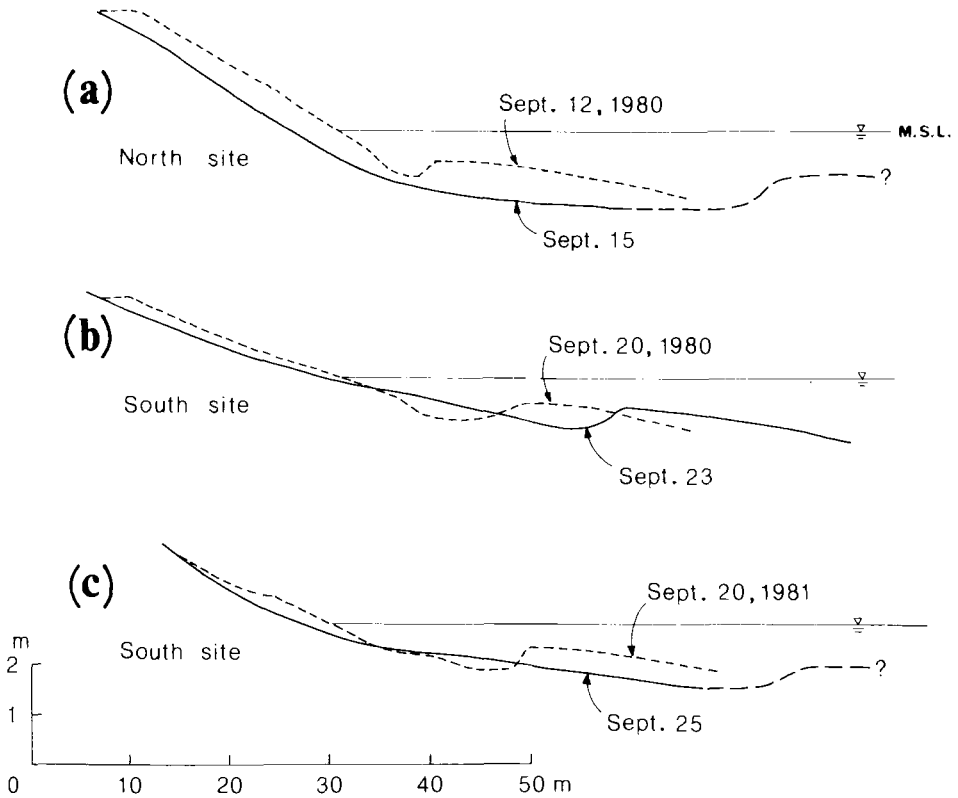 (a)
Sept. 12, 1980
M.S.L.
North site
?
Sept. 15
(b)
Sept. 20, 1980
South site
Sept. 23
(c)
Sept. 20, 1981
m
South site
2
?
1
Sept. 25
0 10 20 30 40 50 m